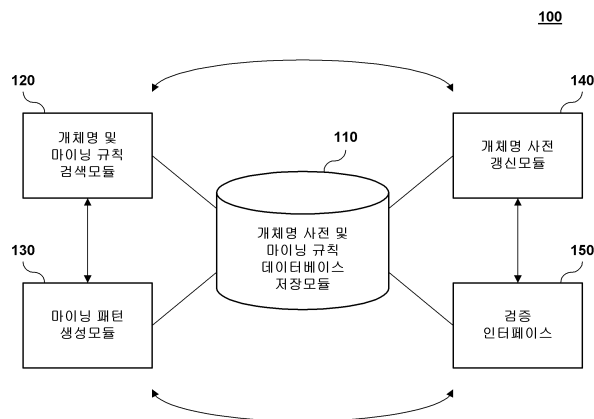 100
120
개체명 및
마이닝 규칙
검색모듈
140
개체명 사전
갱신모듈
110
개체명 사전 및
마이닝 규칙
데이터베이스
저장모듈
130
마이닝 패턴
생성모듈
150
검증
인터페이스